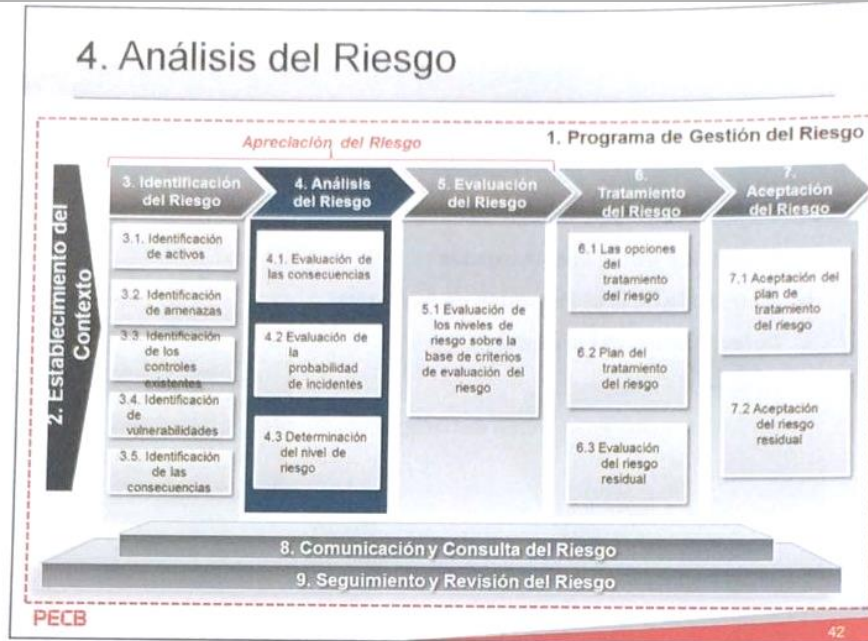 4. Análisis del Riesgo
Apreciación del Riesgo
1. Programa de Gestión del Riesgo
2. Establecimiento del
Contexto
3. Identificación
del Riesgo
3.1. Identificación
de activos
3.2. Identificación
de amenazas
3.3. Identificación
de los
controles
existentes
3.4. Identificación
de
vulnerabilidades
3.5. Identificación
de las
consecuencias
4. Análisis
del Riesgo
4.1. Evaluación de
las consecuencias
4.2 Evaluación de
la
probabilidad
de incidentes
4.3 Determinación
del nivel de
riesgo
5. Evaluación
del Riesgo
5.1 Evaluación de
los niveles de
riesgo sobre la
base de criterios
de evaluación del
riesgo
6.
Tratamiento
del Riesgo
6.1 Las opciones
del
tratamiento
del riesgo
6.2 Plan del
tratamiento
del riesgo
6.3 Evaluación
del riesgo
residual
7.
Aceptación
del Riesgo
7.1 Aceptación del
plan de
tratamiento
del riesgo
7.2 Aceptación
del riesgo
residual
8. Comunicación y Consulta del Riesgo
9. Seguimiento y Revisión del Riesgo
PECB
42